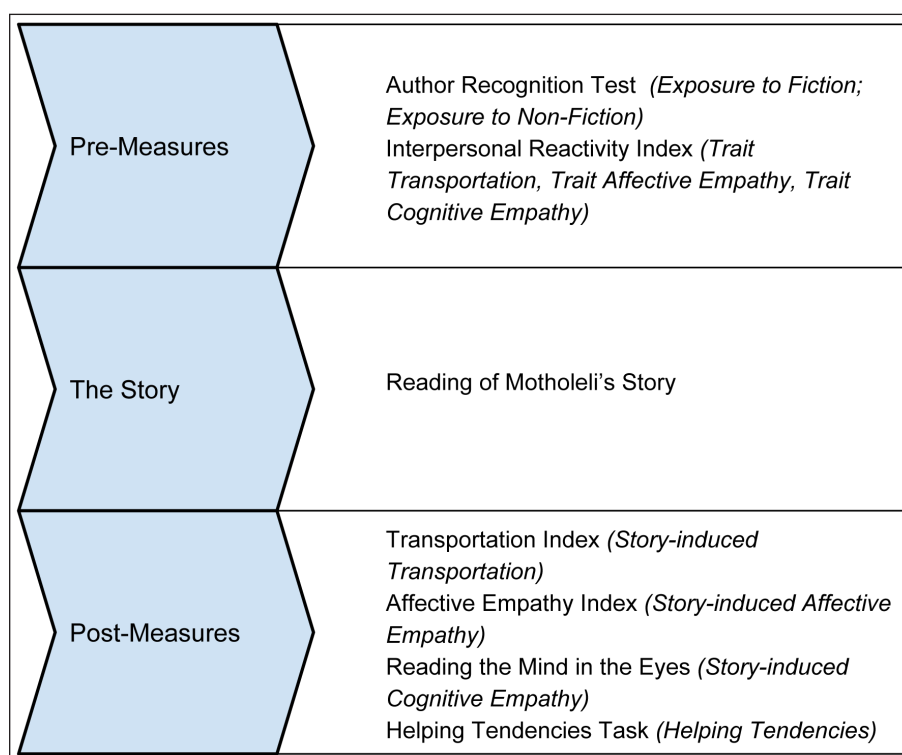 Pre-Measures
Author Recognition Test (Exposure to Fiction;
Exposure to Non-Fiction)
Interpersonal Reactivity Index (Trait
Transportation, Trait Affective Empathy, Trait
Cognitive Empathy)
The Story
Reading of Motholeli’s Story
Post-Measures
Transportation Index (Story-induced
Transportation)
Affective Empathy Index (Story-induced Affective
Empathy)
Reading the Mind in the Eyes (Story-induced
Cognitive Empathy)
Helping Tendencies Task (Helping Tendencies)